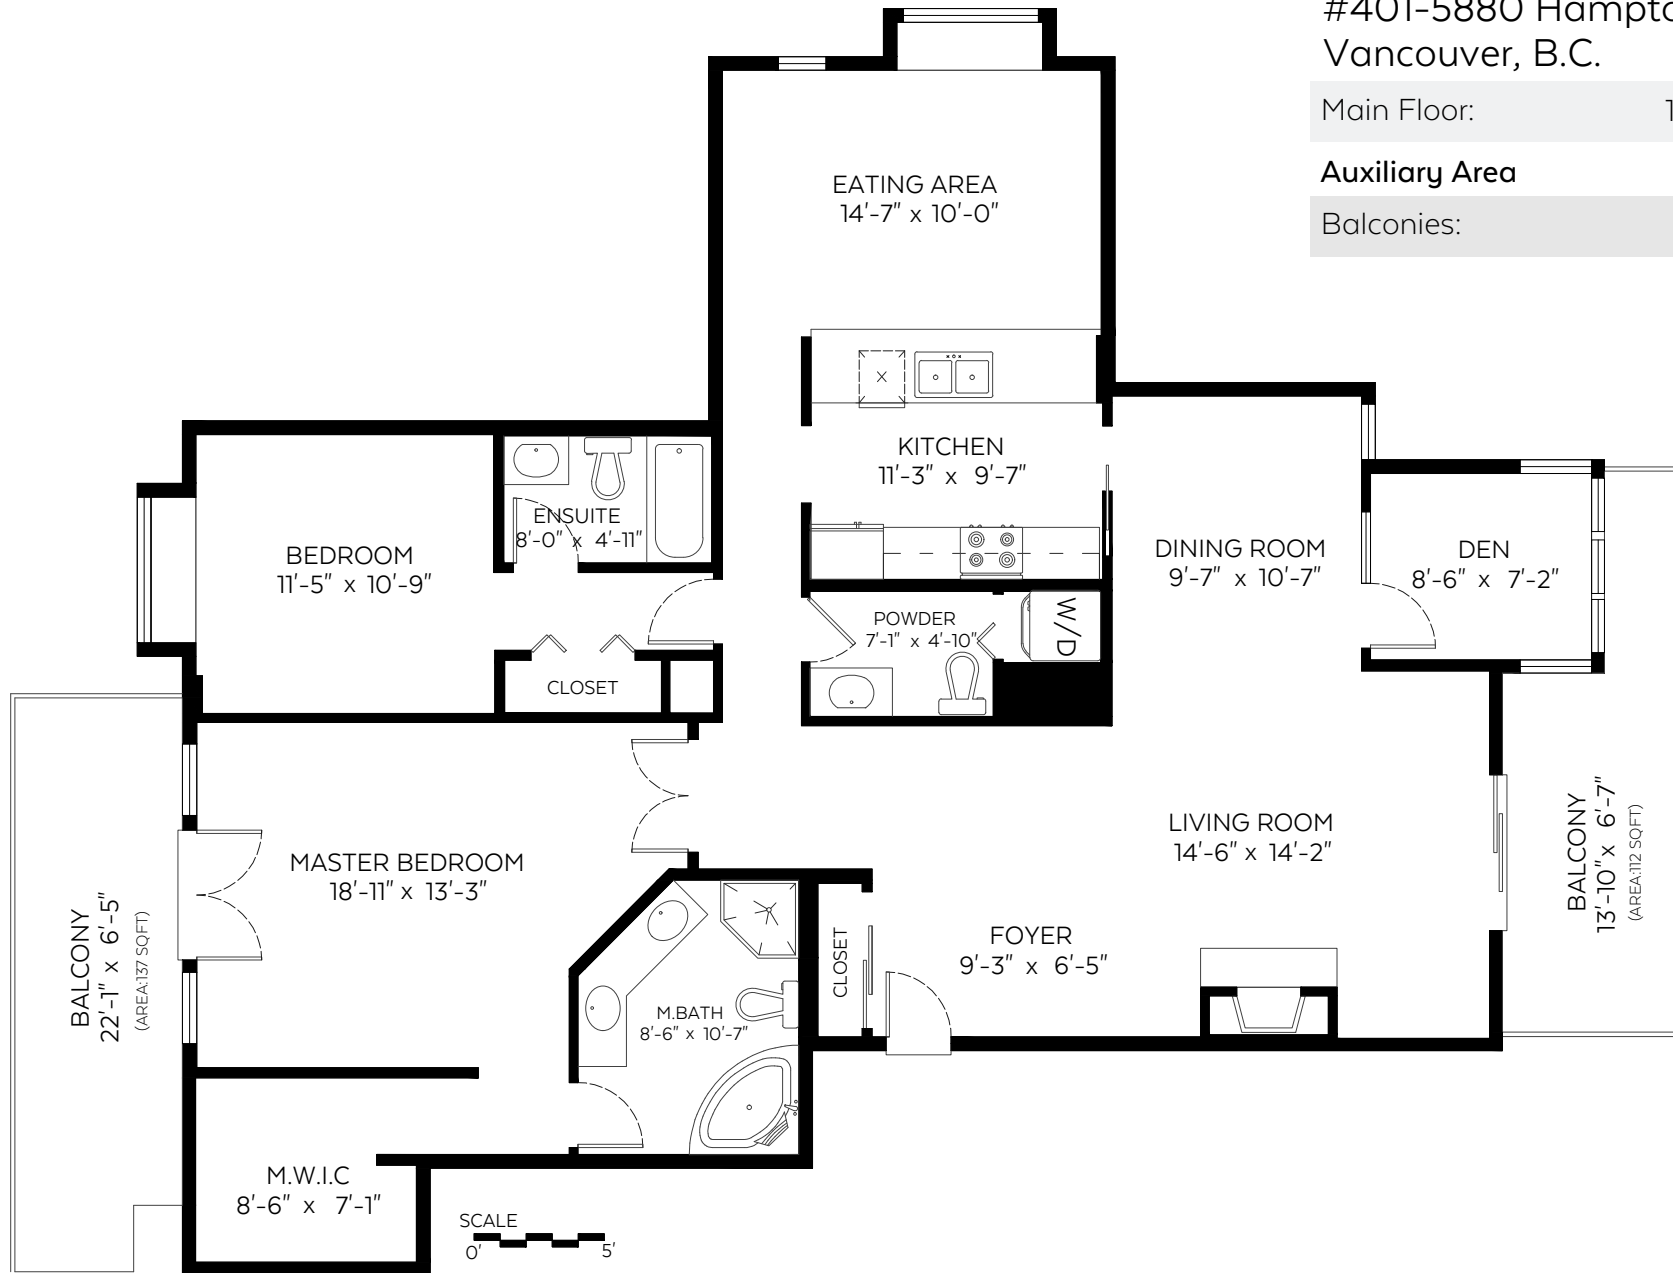 #401-5880
Vancouver, B.C.
Main Floor:
Auxiliary Area
Balconies:
EATING AREA
14'-7" x 10'-0"
KITCHEN
11'-3" x 9'-7"
ENSUITE
8'-0" x 4'-11"
BEDROOM
11'-5" x 10'-9"
DINING ROOM
9'-7" x 10'-7"
DEN
8'-6" x 7'-2"
POWDER
7'-1" x 4'-10"
W/D
CLOSET
MASTER BEDROOM
18'-11" x 13'-3"
LIVING ROOM
14'-6" x 14'-2"
BALCONY
13'-10" x 6'-7"
(AREA:112 SQFT)
BALCONY
22'-1" x 6'-5"
(AREA:137 SQFT)
CLOSET
FOYER
9'-3" x 6'-5"
M.BATH
8'-6" x 10'-7"
M.W.I.C
8'-6" x 7'-1"
SCALE
0' 5'